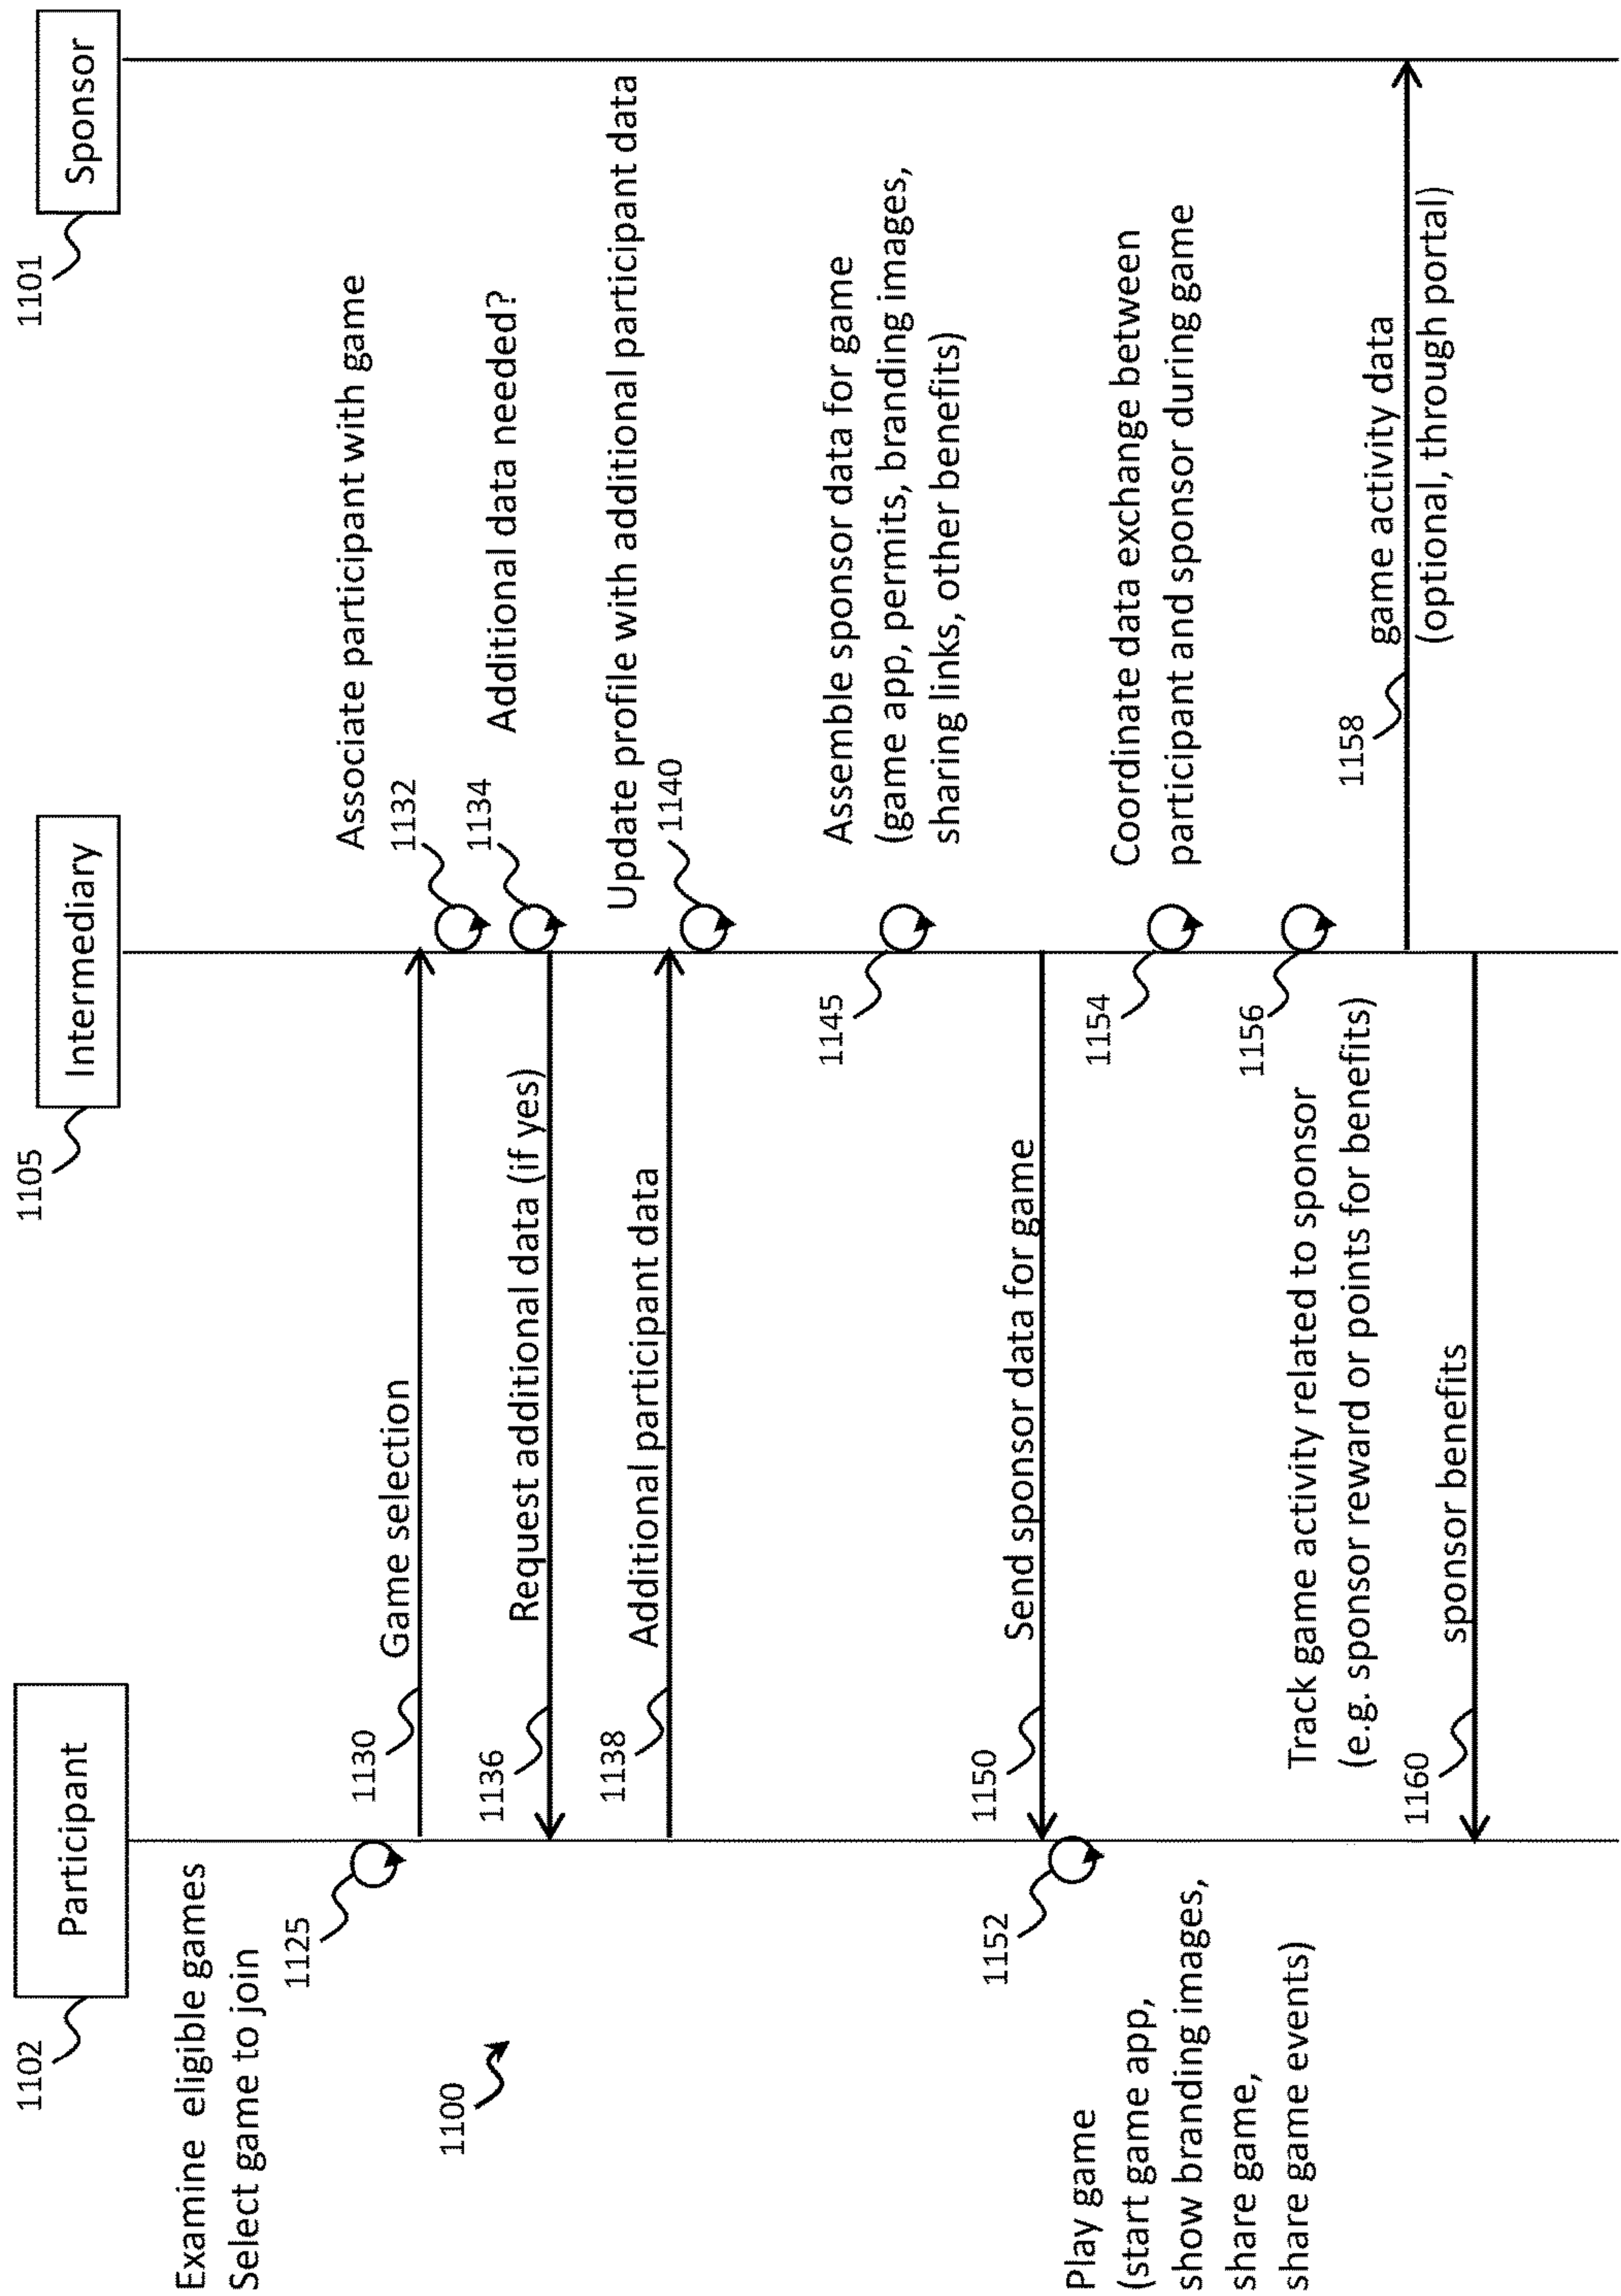 1102
Participant
1105
Intermediary
1101
Sponsor
Examine eligible games
Select game to join
1125
1130
Game selection
Associate participant with game
1132
1100
1134
Additional data needed?
1136
Request additional data (if yes)
1138
Additional participant data
Update profile with additional participant data
1140
1145
Assemble sponsor data for game
(game app, permits, branding images,
sharing links, other benefits)
1150
Send sponsor data for game
1152
Play game
(start game app,
show branding images,
share game,
share game events)
1154
Coordinate data exchange between
participant and sponsor during game
1156
Track game activity related to sponsor
(e.g. sponsor reward or points for benefits)
1158
game activity data
(optional, through portal)
1160
sponsor benefits